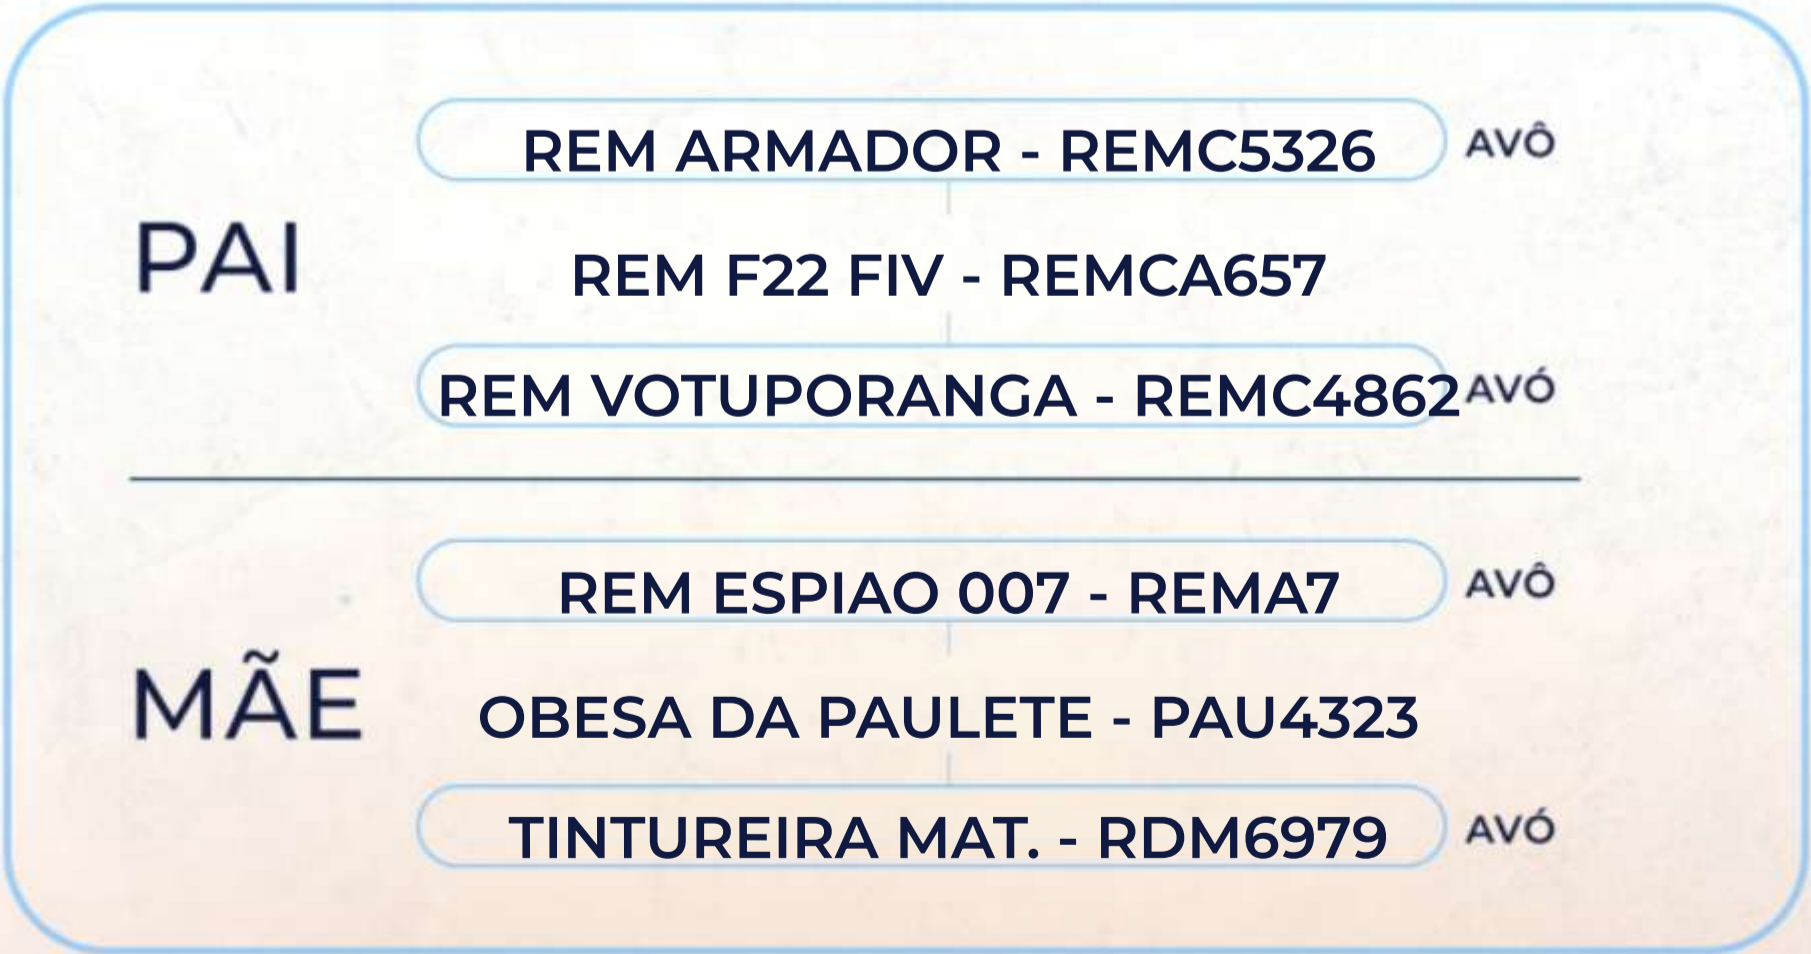 REM ARMADOR - REMC5326 AVÔ
PAI
REM F22 FIV - REMCA657
REM VOTUPORANGA - REMC4862 AVÓ
REM ESPIAO 007 - REMA7 AVÔ
MÃE
OBESA DA PAULETE - PAU4323
TINTUREIRA MAT. - RDM6979 AVÓ